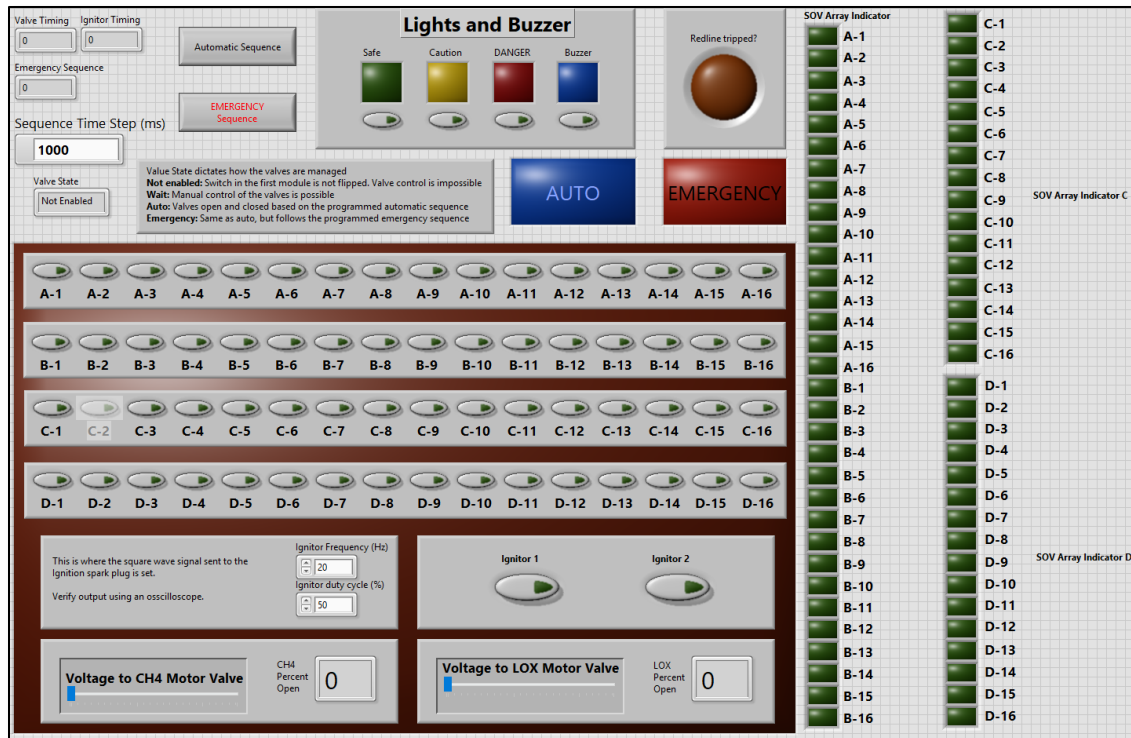 Valve Timing
Ignitor Timing
0
0
Emergency Sequence
0
Sequence Time Step (ms)
1000
Valve State
Not Enabled
Automatic Sequence
EMERGENCY
Sequence
Lights and Buzzer
Safe
Caution
DANGER
Buzzer
Redline tripped?
Value State dictates how the valves are managed
Not enabled: Switch in the first module is not flipped. Valve control is impossible
Wait: Manual control of the valves is possible
Auto: Valves open and closed based on the programmed automatic sequence
Emergency: Same as auto, but follows the programmed emergency sequence
AUTO
EMERGENCY
A-1 A-2 A-3 A-4 A-5 A-6 A-7 A-8 A-9 A-10 A-11 A-12 A-13 A-14 A-15 A-16
B-1 B-2 B-3 B-4 B-5 B-6 B-7 B-8 B-9 B-10 B-11 B-12 B-13 B-14 B-15 B-16
C-1 C-2 C-3 C-4 C-5 C-6 C-7 C-8 C-9 C-10 C-11 C-12 C-13 C-14 C-15 C-16
D-1 D-2 D-3 D-4 D-5 D-6 D-7 D-8 D-9 D-10 D-11 D-12 D-13 D-14 D-15 D-16
This is where the square wave signal sent to the
Ignition spark plug is set.
Verify output using an osscilloscope.
Ignitor Frequency (Hz)
20
Ignitor duty cycle (%)
50
Ignitor 1
Ignitor 2
Voltage to CH4 Motor Valve
CH4
Percent
Open
0
Voltage to LOX Motor Valve
LOX
Percent
Open
0
SOV Array Indicator
A-1
A-2
A-3
A-4
A-5
A-6
A-7
A-8
A-9
A-10
A-11
A-12
A-13
A-14
A-15
A-16
B-1
B-2
B-3
B-4
B-5
B-6
B-7
B-8
B-9
B-10
B-11
B-12
B-13
B-14
B-15
B-16
C-1
C-2
C-3
C-4
C-5
C-6
C-7
C-8
C-9
C-10
C-11
C-12
C-13
C-14
C-15
C-16
SOV Array Indicator C
D-1
D-2
D-3
D-4
D-5
D-6
D-7
D-8
D-9
D-10
D-11
D-12
D-13
D-14
D-15
D-16
SOV Array Indicator D